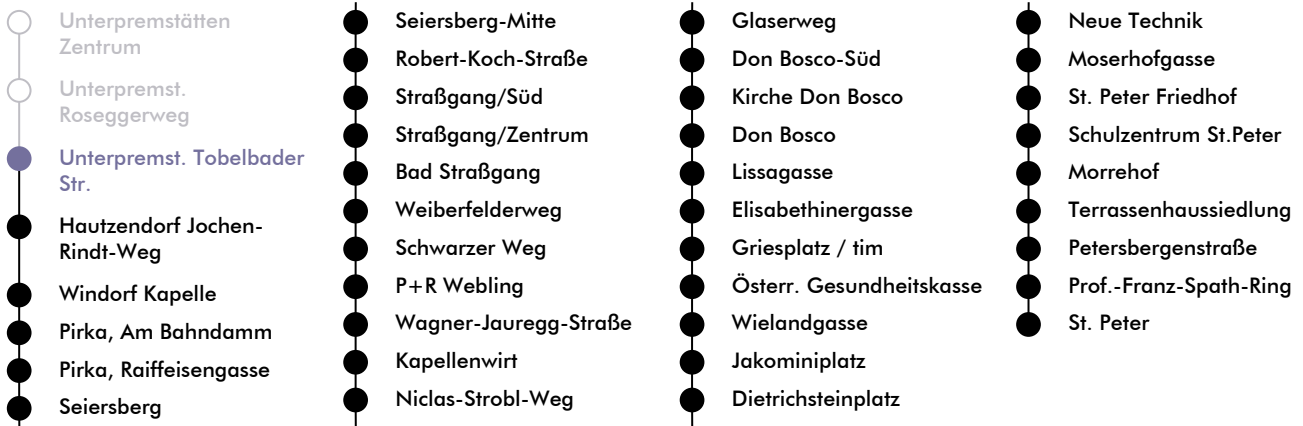 Unterpremstätten
Zentrum
Unterpremst.
Roseggerweg
Unterpremst. Tobelbader
Str.
Hautzendorf Jochen-
Rindt-Weg
Windorf Kapelle
Pirka, Am Bahndamm
Pirka, Raiffeisengasse
Seiersberg
Seiersberg-Mitte
Robert-Koch-Straße
Straßgang/Süd
Straßgang/Zentrum
Bad Straßgang
Weiberfelderweg
Schwarzer Weg
P+R Webling
Wagner-Jauregg-Straße
Kapellenwirt
Niclas-Strobl-Weg
Glaserweg
Don Bosco-Süd
Kirche Don Bosco
Don Bosco
Lissagasse
Elisabethinergasse
Griesplatz / tim
Österr. Gesundheitskasse
Wielandgasse
Jakominiplatz
Dietrichsteinplatz
Neue Technik
Moserhofgasse
St. Peter Friedhof
Schulzentrum St.Peter
Morrehof
Terrassenhaussiedlung
Petersbergenstraße
Prof.-Franz-Spath-Ring
St. Peter